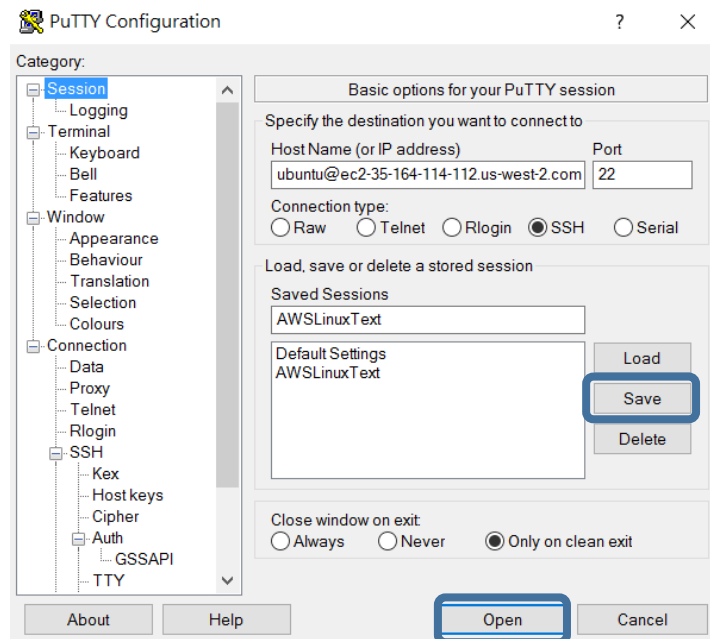 PuTTY Configuration
?
Category:
Session
Logging
Terminal
Keyboard
Bell
Features
Window
Appearance
Behaviour
Translation
Selection
Colours
Connection
Data
Proxy
Telnet
Rlogin
SSH
Kex
Host keys
Cipher
Auth
GSSAPI
TTY
Basic options for your PuTTY session
Specify the destination you want to connect to
Host Name (or IP address) Port
ubuntu@ec2-35-164-114-112.us-west-2.com 22
Connection type:
Raw Telnet Rlogin SSH Serial
Load, save or delete a stored session
Saved Sessions
AWSLinuxText
Default Settings
AWSLinuxText
Load
Save
Delete
Close window on exit:
Always Never Only on clean exit
About Help Open Cancel